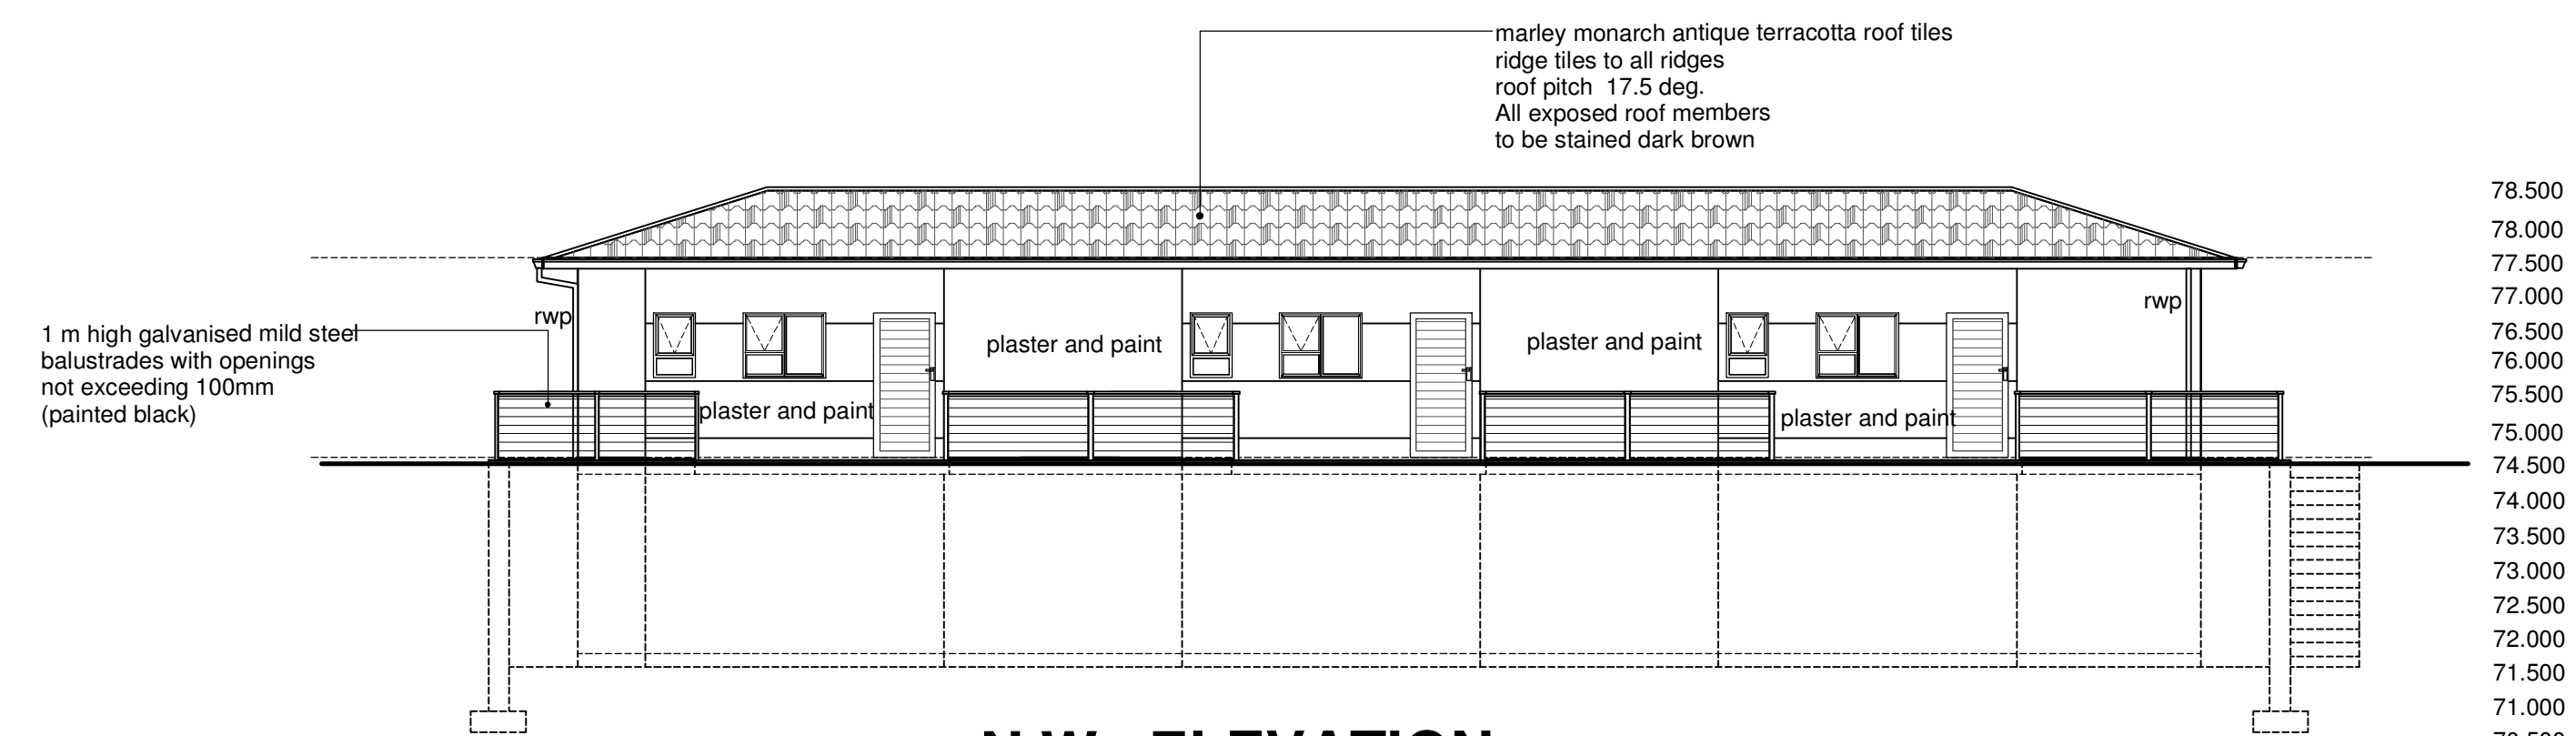 marley monarch antique terracotta roof tiles
ridge tiles to all ridges
roof pitch 17.5 deg.
All exposed roof members
to be stained dark brown
1 m high galvanised mild steel
balustrades with openings
not exceeding 100mm
(painted black)
rwp
plaster and paint
plaster and paint
plaster and paint
plaster and paint
rwp
78.500
78.000
77.500
77.000
76.500
76.000
75.500
75.000
74.500
74.000
73.500
73.000
72.500
72.000
71.500
71.000
70.500
N.W. ELEVATION